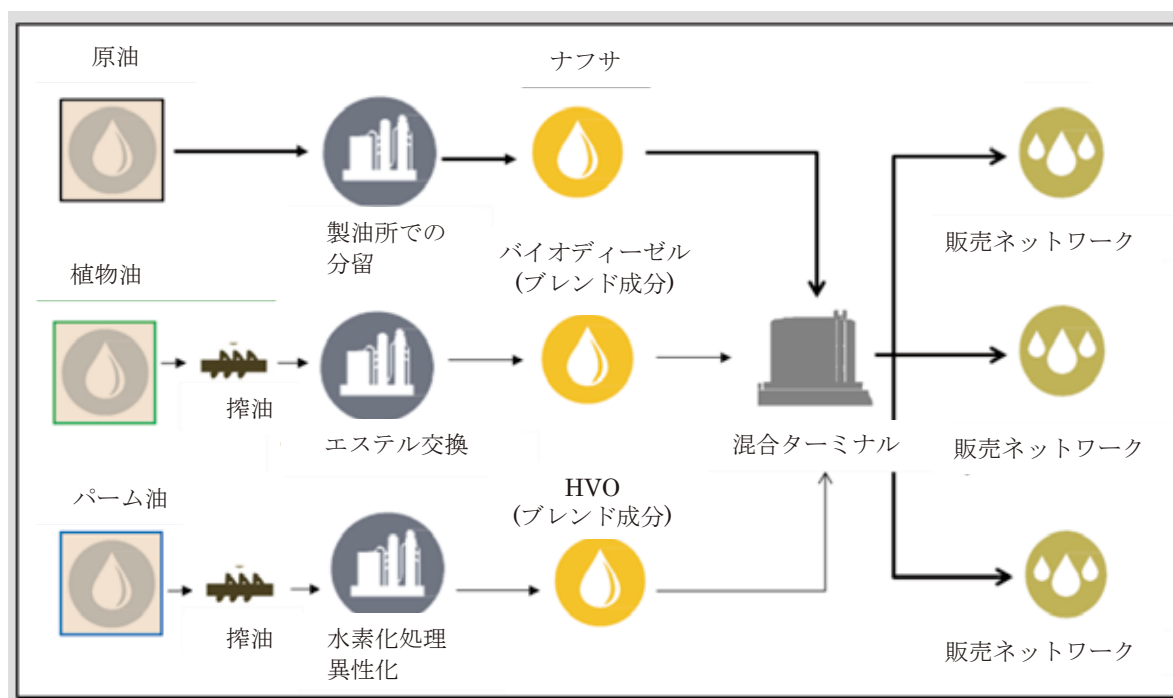 原油
ナフサ
製油所での
分留
販売ネットワーク
植物油
バイオディーゼル
(ブレンド成分)
搾油
エステル交換
混合ターミナル
販売ネットワーク
パーム油
HVO
(ブレンド成分)
搾油
水素化処理
異性化
販売ネットワーク